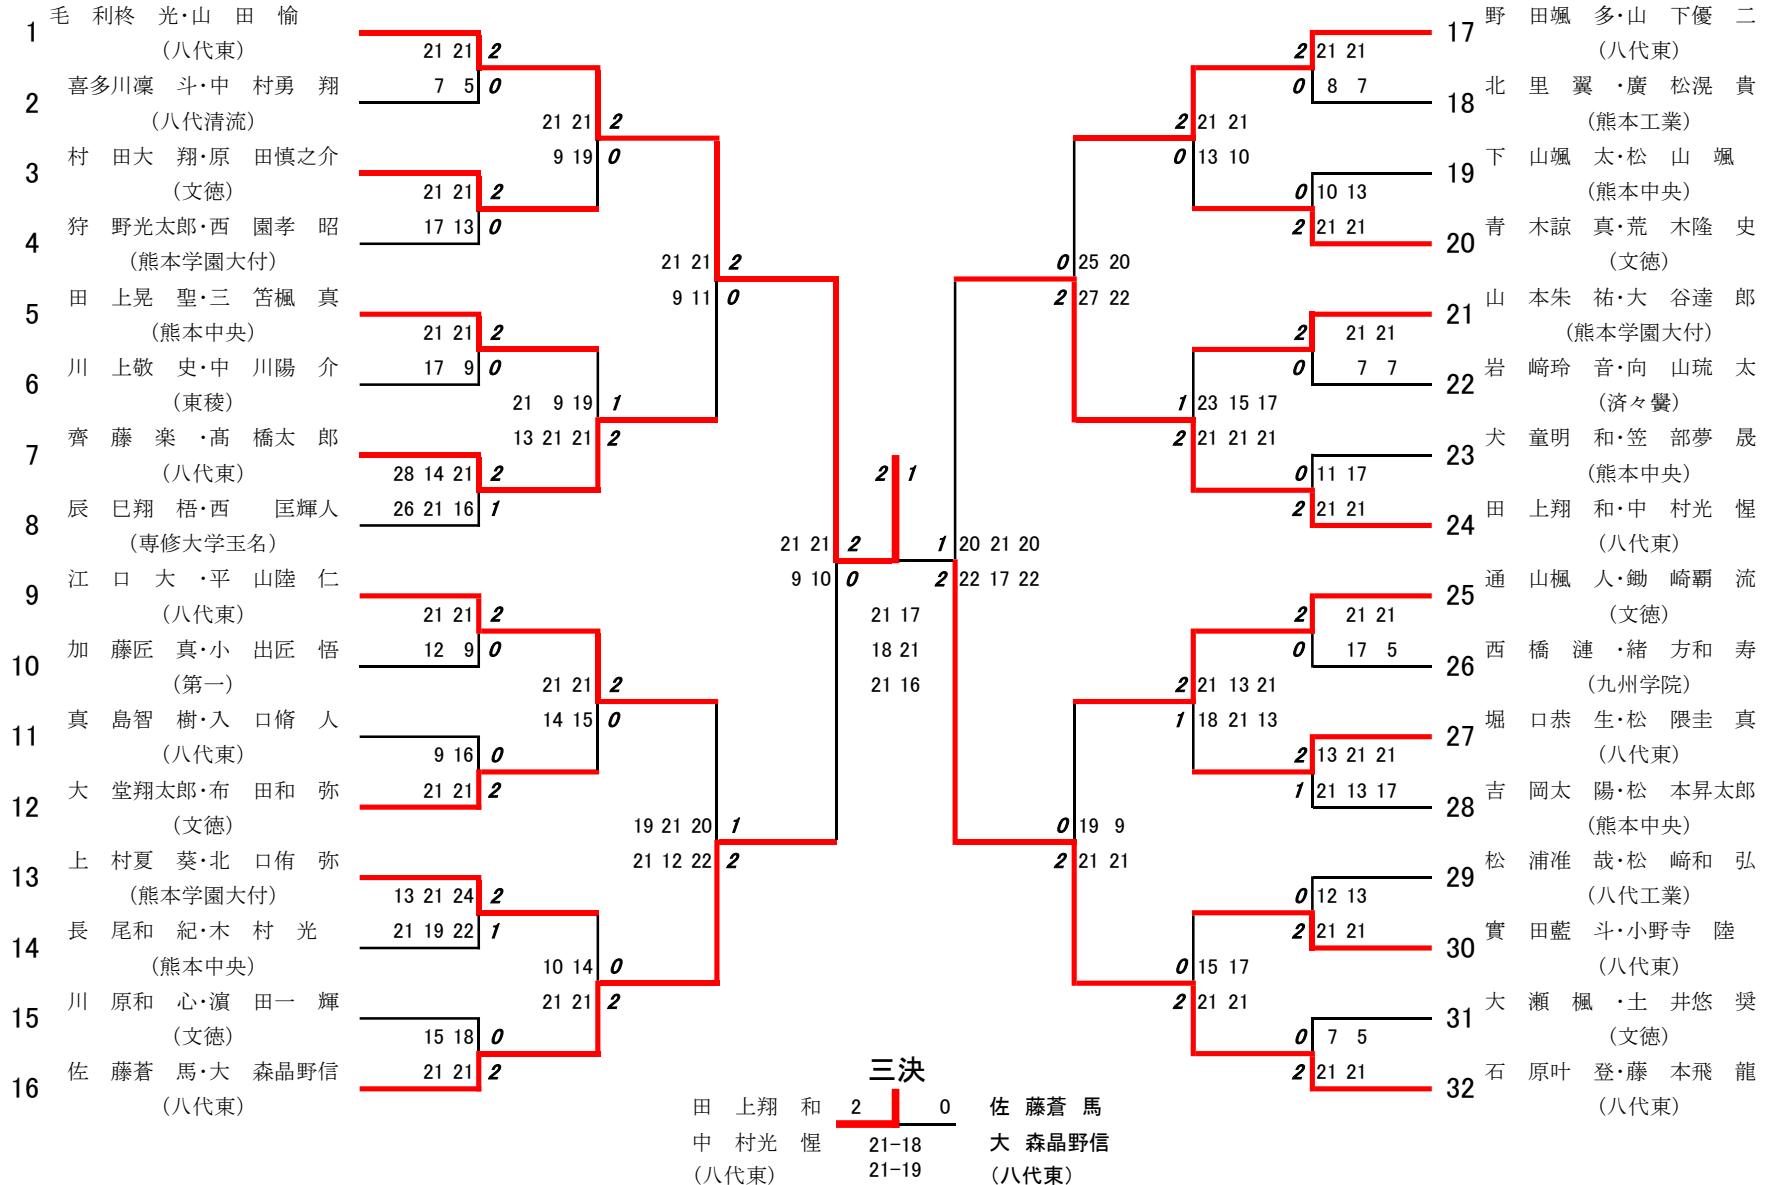 1 毛 利柊 光・山 田 愉
(八代東)
21 21 2
2 喜多川凜 斗・中 村勇 翔
7 5 0
(八代清流)
21 21 2
9 19 0
3 村 田大 翔・原 田慎之介
(文徳)
21 21 2
4 狩 野光太郎・西 園孝 昭
17 13 0
(熊本学園大付)
21 21 2
9 11 0
5 田 上晃 聖・三 笘楓 真
(熊本中央)
21 21 2
6 川 上敬 史・中 川陽 介
17 9 0
(東稜)
21 9 19 1
13 21 21 2
7 齊 藤 楽 ・髙 橋太 郎
(八代東)
28 14 21 2
8 辰 巳翔 梧・西 匡輝人
26 21 16 1
(専修大学玉名)
21 21 2
9 10 0
9 江 口 大 ・平 山陸 仁
(八代東)
21 21 2
10 加 藤匠 真・小 出匠 悟
12 9 0
(第一)
21 21 2
14 15 0
11 真 島智 樹・入 口脩 人
(八代東)
9 16 0
12 大 堂翔太郎・布 田和 弥
21 21 2
(文徳)
19 21 20 1
21 12 22 2
13 上 村夏 葵・北 口侑 弥
(熊本学園大付)
13 21 24 2
14 長 尾和 紀・木 村 光
21 19 22 1
(熊本中央)
10 14 0
21 21 2
15 川 原和 心・濵 田一 輝
(文徳)
15 18 0
16 佐 藤蒼 馬・大 森晶野信
21 21 2
(八代東)
2 1
21 17
18 21
21 16
17 野 田颯 多・山 下優 二
(八代東)
2 21 21
18 北 里 翼 ・廣 松滉 貴
0 8 7
(熊本工業)
2 21 21
0 13 10
19 下 山颯 太・松 山 颯
(熊本中央)
0 10 13
20 青 木諒 真・荒 木隆 史
2 21 21
(文徳)
0 25 20
2 27 22
21 山 本朱 祐・大 谷達 郎
(熊本学園大付)
2 21 21
22 岩 﨑玲 音・向 山琉 太
0 7 7
(済々黌)
1 23 15 17
2 21 21 21
23 犬 童明 和・笠 部夢 晟
(熊本中央)
0 11 17
24 田 上翔 和・中 村光 惺
2 21 21
(八代東)
1 20 21 20
2 22 17 22
25 通 山楓 人・鋤 崎覇 流
(文徳)
2 21 21
26 西 橋 漣 ・緒 方和 寿
0 17 5
(九州学院)
2 21 13 21
1 18 21 13
27 堀 口恭 生・松 隈圭 真
(八代東)
2 13 21 21
28 吉 岡太 陽・松 本昇太郎
1 21 13 17
(熊本中央)
0 19 9
2 21 21
29 松 浦准 哉・松 﨑和 弘
(八代工業)
0 12 13
30 實 田藍 斗・小野寺 陸
2 21 21
(八代東)
0 15 17
2 21 21
31 大 瀬 楓 ・土 井悠 奨
(文徳)
0 7 5
32 石 原叶 登・藤 本飛 龍
2 21 21
(八代東)
三決
田 上翔 和 2 0 佐 藤蒼 馬
中 村光 惺 21-18 大 森晶野信
(八代東) 21-19 (八代東)